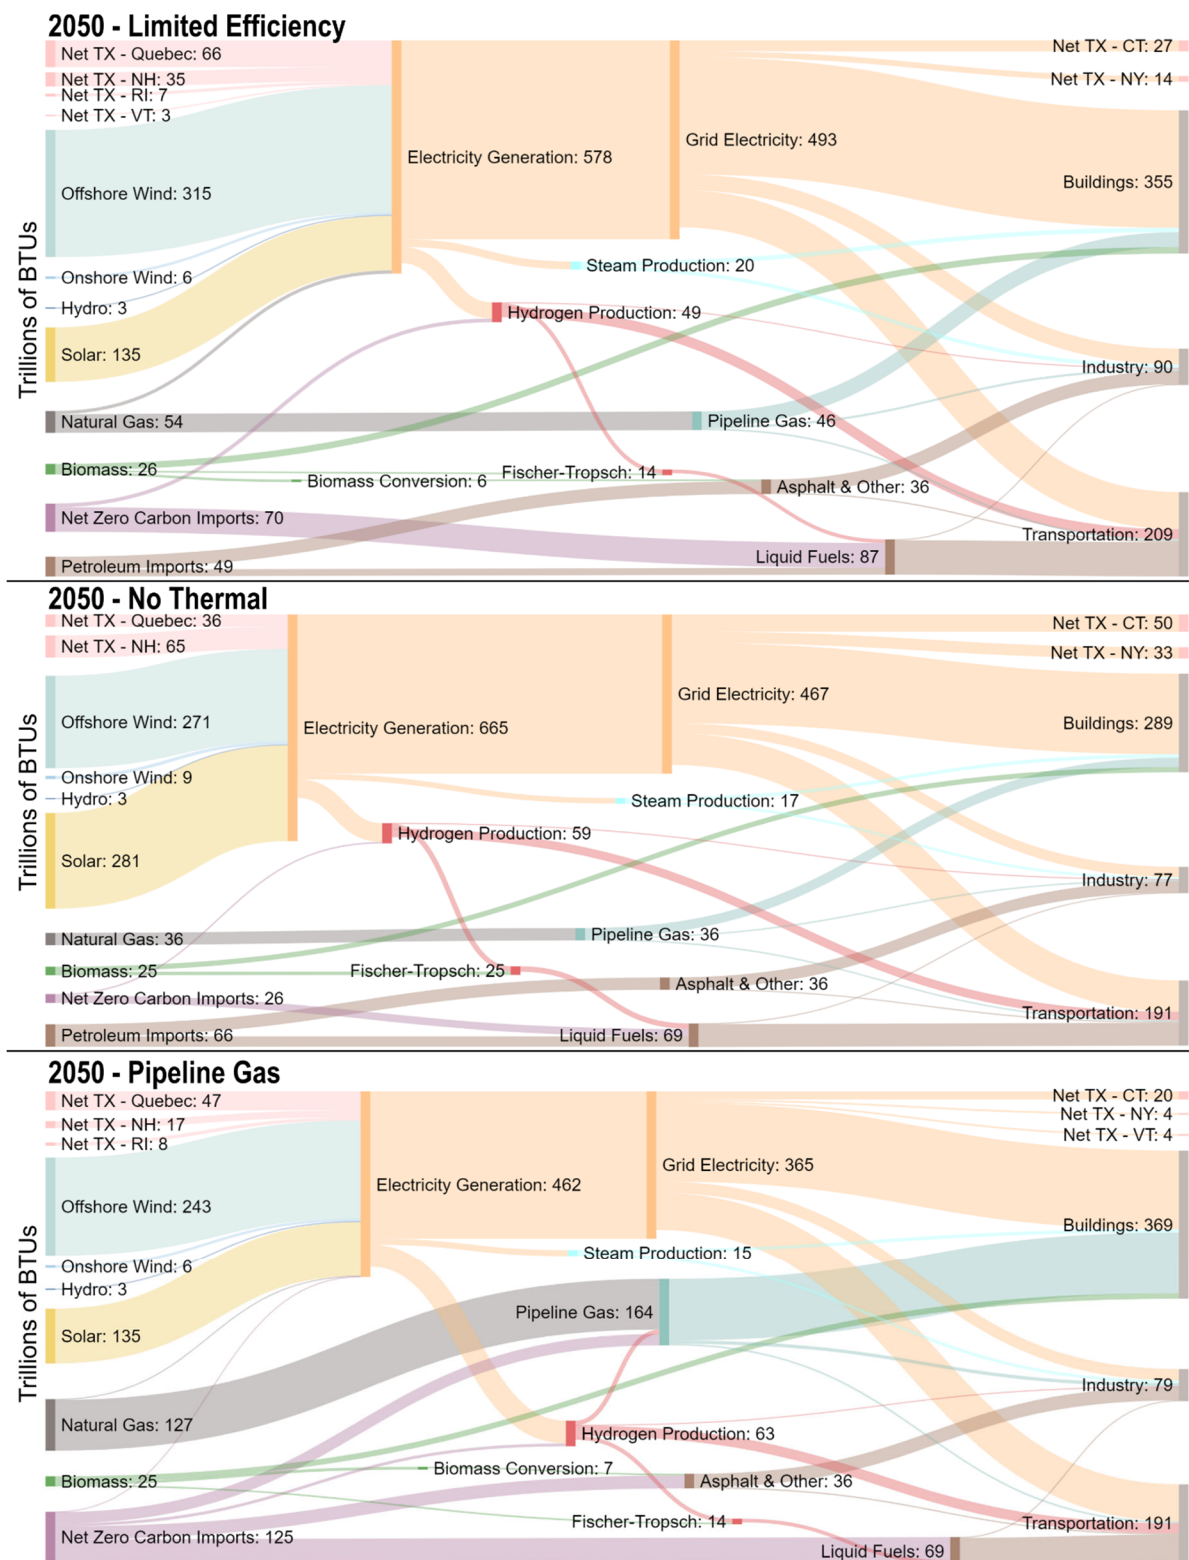 2050 - Limited Efficiency
Net TX - Quebec: 66
Net TX - CT: 27
Net TX - NH: 35
Net TX - NY: 14
Net TX - RI: 7
Net TX - VT: 3
Grid Electricity: 493
Electricity Generation: 578
Buildings: 355
Offshore Wind: 315
Trillions of BTUs
Steam Production: 20
Onshore Wind: 6
Hydro: 3
Hydrogen Production: 49
Solar: 135
Industry: 90
Natural Gas: 54
Pipeline Gas: 46
Biomass: 26
Fischer-Tropsch: 14
Biomass Conversion: 6
Asphalt & Other: 36
Net Zero Carbon Imports: 70
Transportation: 209
Liquid Fuels: 87
Petroleum Imports: 49
2050 - No Thermal
Net TX - Quebec: 36
Net TX - CT: 50
Net TX - NH: 65
Net TX - NY: 33
Grid Electricity: 467
Offshore Wind: 271
Buildings: 289
Electricity Generation: 665
Trillions of BTUs
Onshore Wind: 9
Hydro: 3
Steam Production: 17
Hydrogen Production: 59
Solar: 281
Industry: 77
Natural Gas: 36
Pipeline Gas: 36
Biomass: 25
Fischer-Tropsch: 25
Asphalt & Other: 36
Net Zero Carbon Imports: 26
Transportation: 191
Petroleum Imports: 66
Liquid Fuels: 69
2050 - Pipeline Gas
Net TX - Quebec: 47
Net TX - CT: 20
Net TX - NY: 4
Net TX - NH: 17
Net TX - VT: 4
Net TX - RI: 8
Grid Electricity: 365
Electricity Generation: 462
Offshore Wind: 243
Buildings: 369
Trillions of BTUs
Steam Production: 15
Onshore Wind: 6
Hydro: 3
Pipeline Gas: 164
Solar: 135
Industry: 79
Natural Gas: 127
Hydrogen Production: 63
Biomass Conversion: 7
Biomass: 25
Asphalt & Other: 36
Fischer-Tropsch: 14
Transportation: 191
Net Zero Carbon Imports: 125
Liquid Fuels: 69